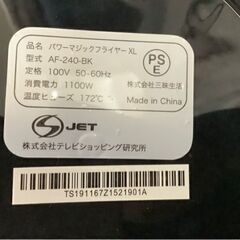 品名 パワーマジックフライヤー XL
型式 AF-240-BK
定格 100V 50-60Hz
消費電力 1100W
温度ヒューズ 172℃
PSE
株式会社三昧生活
Made in China
JET
株式会社テレビショッピング研究所
TS191167Z1521901A